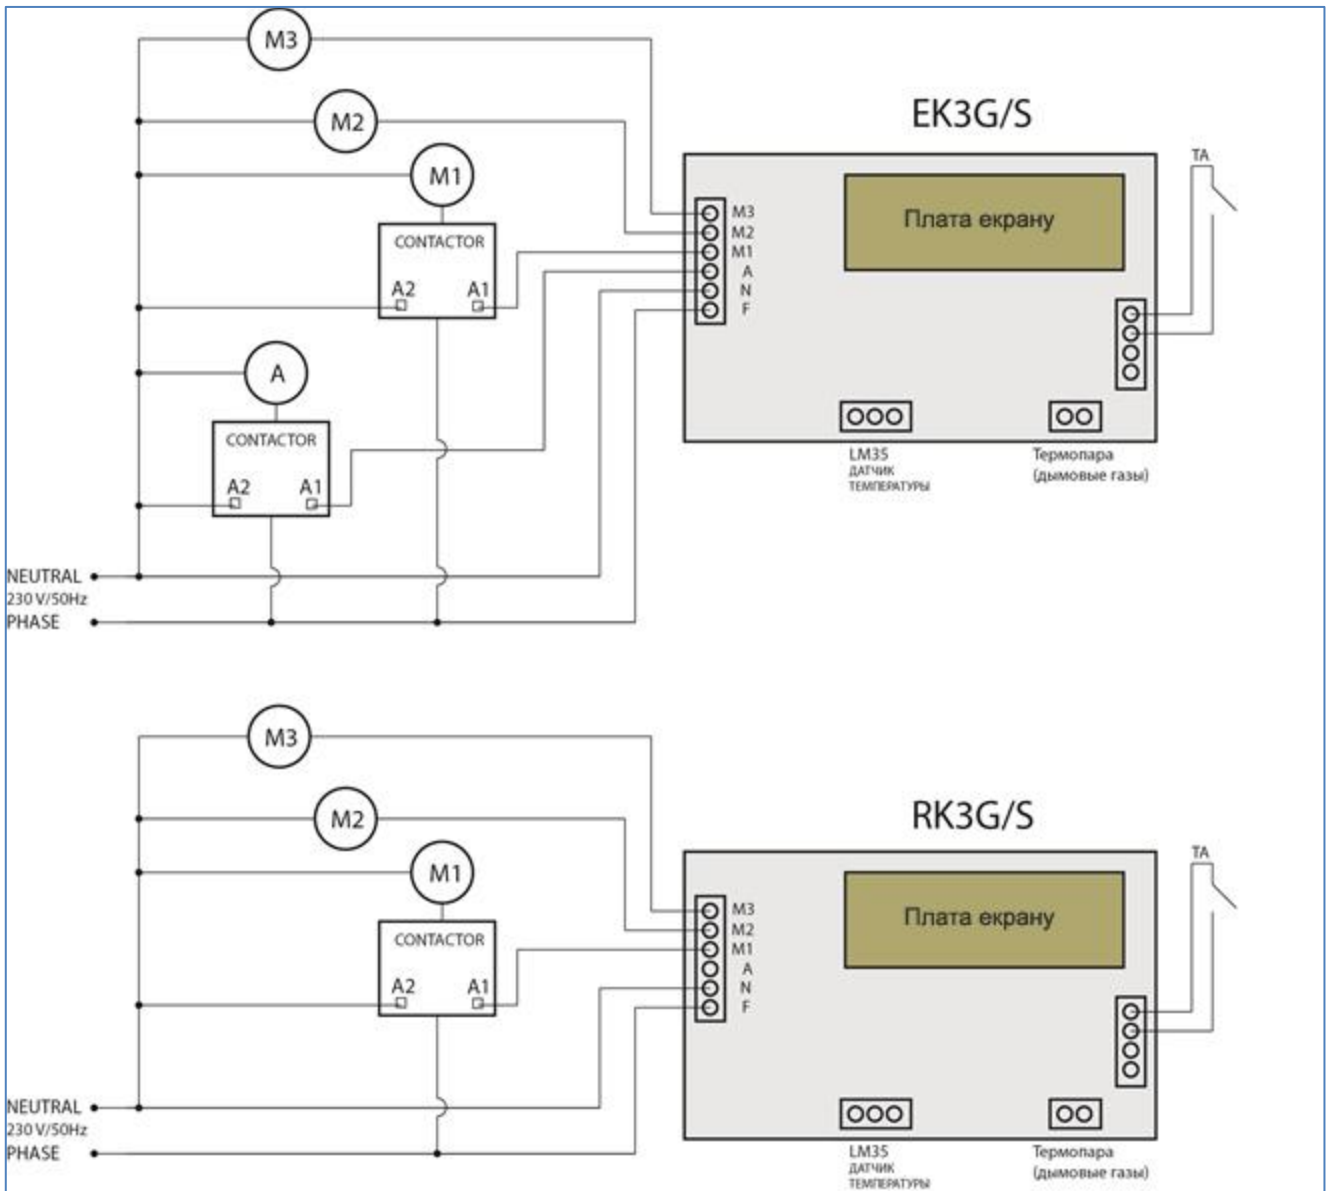 M3
EK3G/S
M2
TA
M1
Плата екрану
M3
M2
M1
A
N
F
CONTACTOR
A2 A1
A
CONTACTOR
A2 A1
LM35
ДАТЧИК
ТЕМПЕРАТУРЫ
Термопара
(дымовые газы)
NEUTRAL
230 V/50Hz
PHASE
M3
RK3G/S
M2
TA
M1
Плата екрану
M3
M2
M1
A
N
F
CONTACTOR
A2 A1
NEUTRAL
230 V/50Hz
PHASE
LM35
ДАТЧИК
ТЕМПЕРАТУРЫ
Термопара
(дымовые газы)